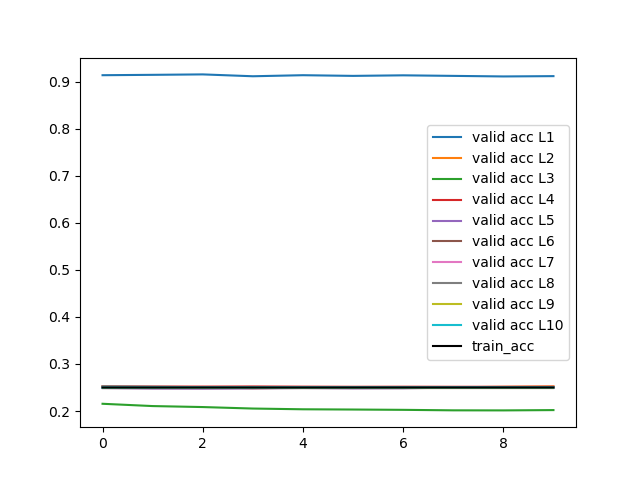 0.9
0.8
0.7
0.6
0.5
0.4
0.3
0.2
0 2 4 6 8
valid acc L1
valid acc L2
valid acc L3
valid acc L4
valid acc L5
valid acc L6
valid acc L7
valid acc L8
valid acc L9
valid acc L10
train_acc